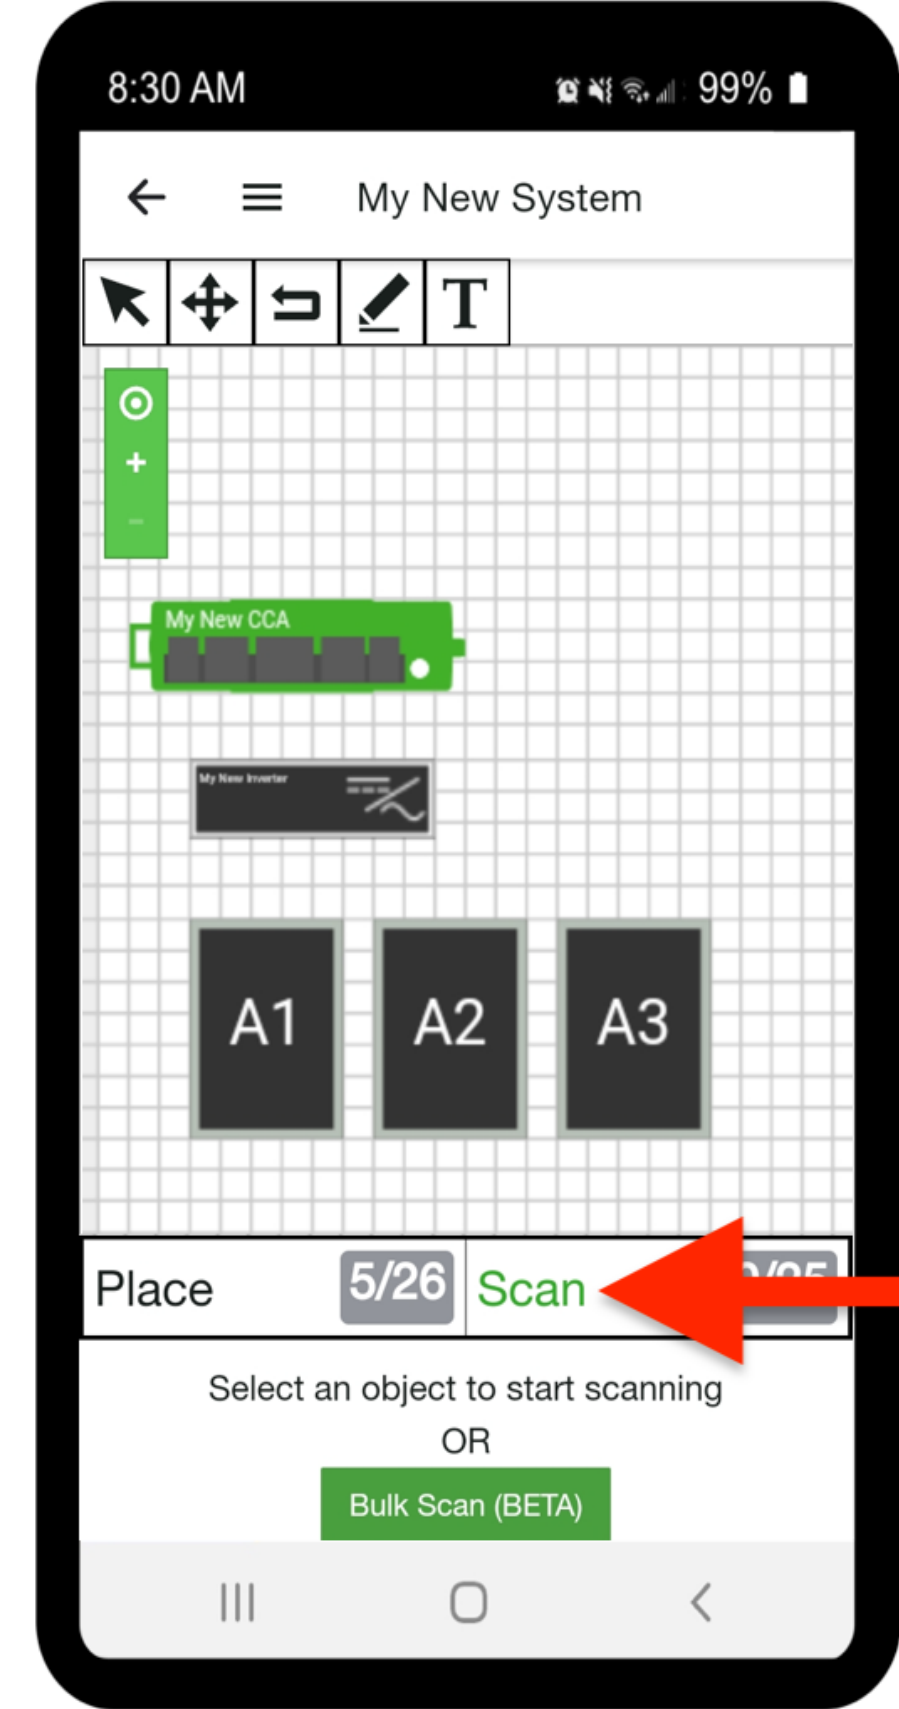 8:30 AM 99%
My New System
T
My New CCA
My New Inverter
A1 A2 A3
Place 5/26 Scan
Select an object to start scanning
OR
Bulk Scan (BETA)